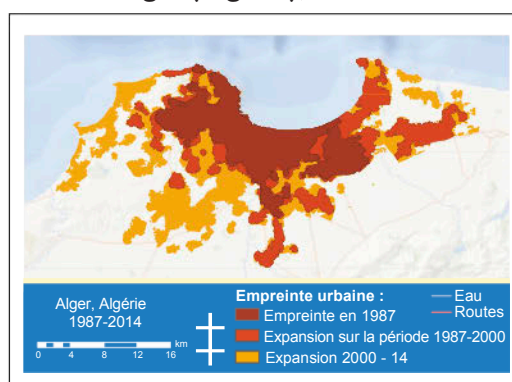 Alger, Algérie
1987-2014
km
0 4 8 12 16
Empreinte urbaine :
Empreinte en 1987
Expansion sur la période 1987-2000
Expansion 2000 - 14
Eau
Routes